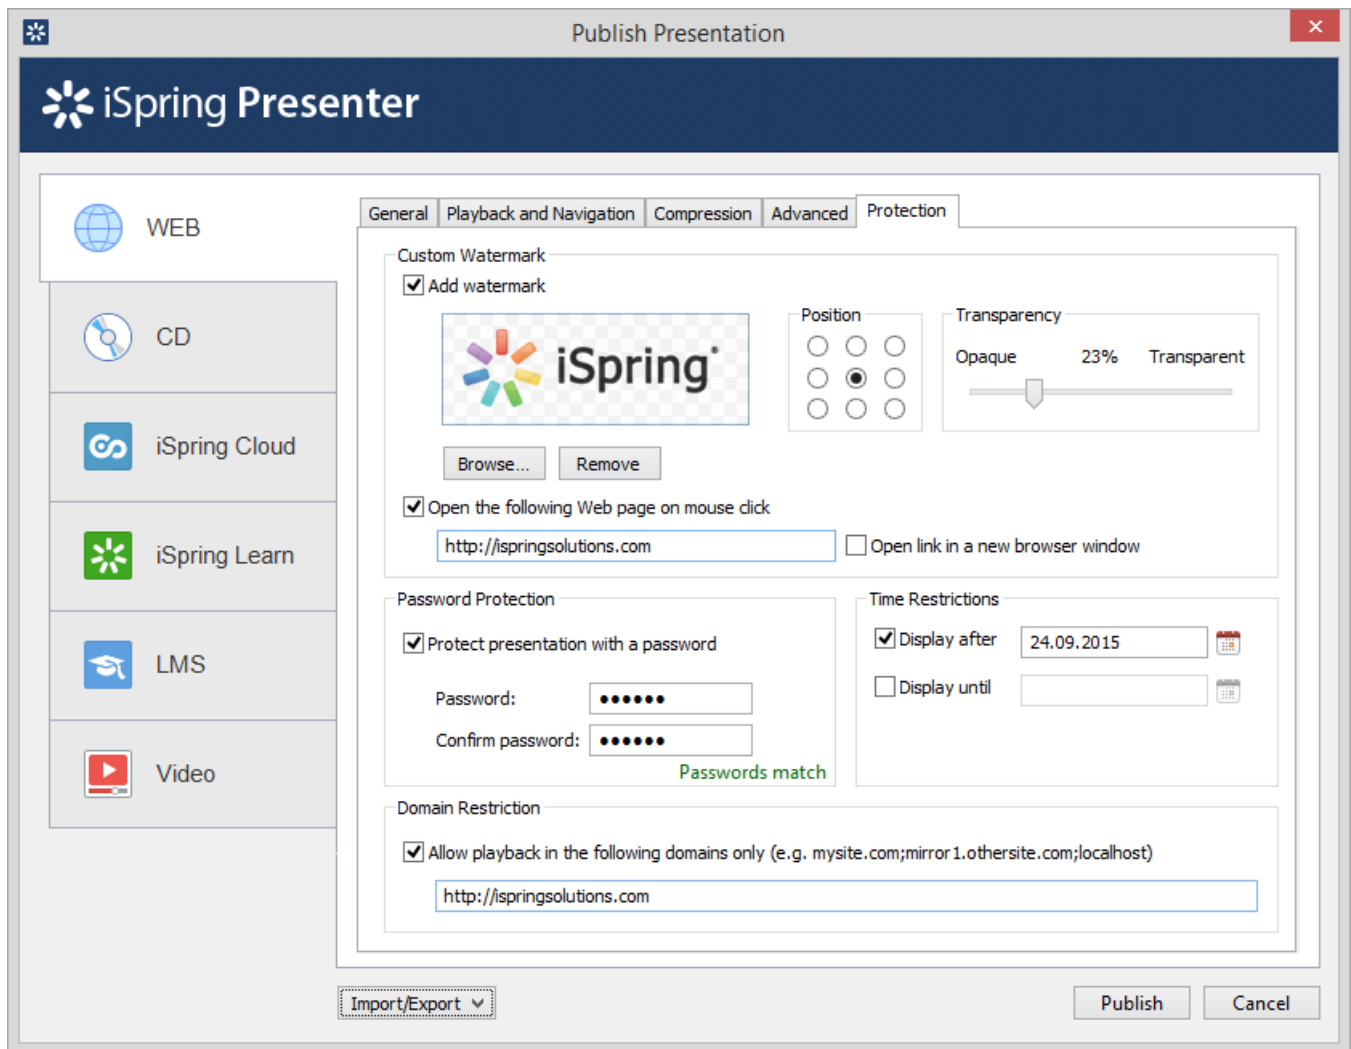 Publish Presentation
iSpring Presenter
WEB
CD
iSpring Cloud
iSpring Learn
LMS
Video
General Playback and Navigation Compression Advanced Protection
Custom Watermark
Add watermark
iSpring
Position
Transparency
Opaque 23% Transparent
Browse... Remove
Open the following Web page on mouse click
http://ispringsolutions.com Open link in a new browser window
Password Protection
Protect presentation with a password
Password: ●●●●●●
Confirm password: ●●●●●●
Passwords match
Time Restrictions
Display after 24.09.2015
Display until
Domain Restriction
Allow playback in the following domains only (e.g. mysite.com;mirror1.othersite.com;localhost)
http://ispringsolutions.com
Import/Export Publish Cancel